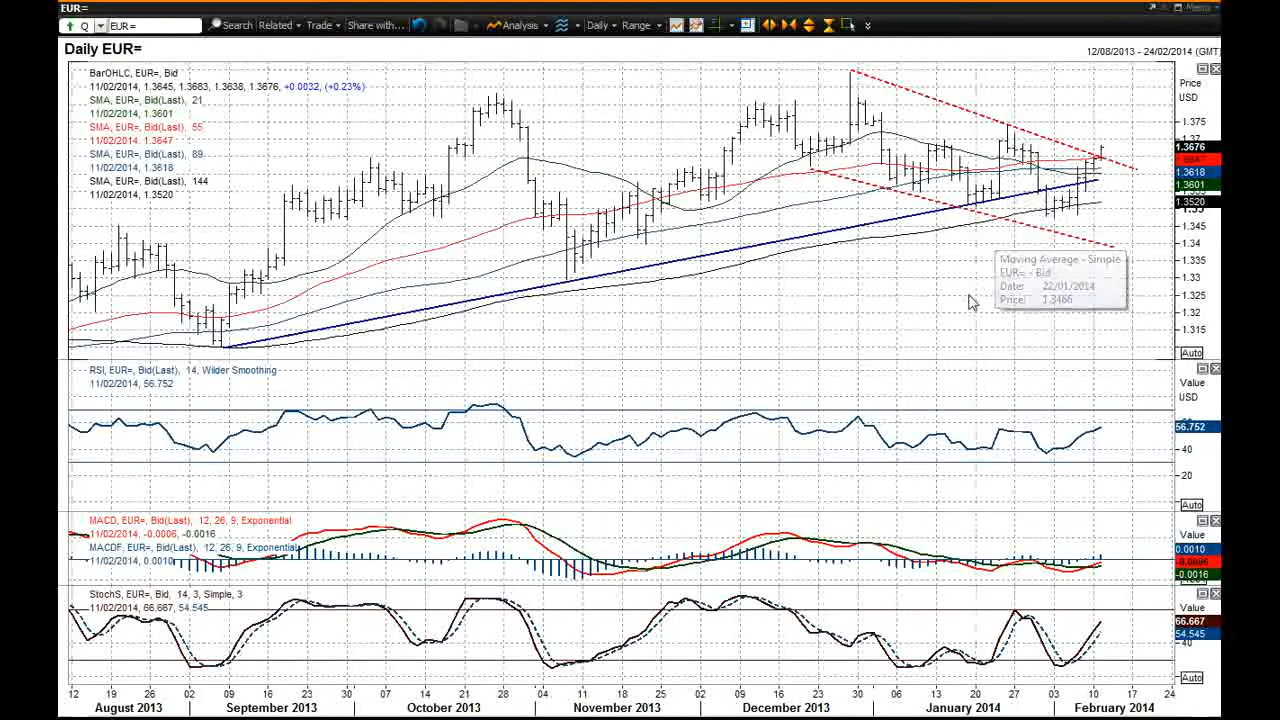 EUR=
Menu
Q EUR= Search Related Trade Share with... Analysis Daily Range
Daily EUR=
12/08/2013 - 24/02/2014 (GMT)
BarOHLC, EUR=, Bid
11/02/2014, 1.3645, 1.3683, 1.3638, 1.3676, +0.0032, (+0.23%)
SMA, EUR=, Bid(Last), 21
11/02/2014, 1.3601
SMA, EUR=, Bid(Last), 55
11/02/2014, 1.3647
SMA, EUR=, Bid(Last), 89
11/02/2014, 1.3618
SMA, EUR=, Bid(Last), 144
11/02/2014, 1.3520
Price
USD
1.375
1.37
1.3676
1.3647
1.3618
1.3601
1.3520
1.35
1.345
1.34
1.335
1.33
1.325
1.32
1.315
Auto
Moving Average - Simple
EUR= - Bid
Date: 22/01/2014
Price: 1.3466
RSI, EUR=, Bid(Last), 14, Wilder Smoothing
11/02/2014, 56.752
Value
USD
56.752
40
20
Auto
MACD, EUR=, Bid(Last), 12, 26, 9, Exponential
11/02/2014, -0.0006, -0.0016
MACDF, EUR=, Bid(Last), 12, 26, 9, Exponential
11/02/2014, 0.0010
Value
0.0010
-0.0006
-0.0016
StochS, EUR=, Bid, 14, 3, Simple, 3
11/02/2014, 66.667, 54.545
Value
66.667
54.545
40
Auto
12 19 26 02 09 16 23 30 07 14 21 28 04 11 18 25 02 09 16 23 30 06 13 20 27 03 10 17 24
August 2013 September 2013 October 2013 November 2013 December 2013 January 2014 February 2014